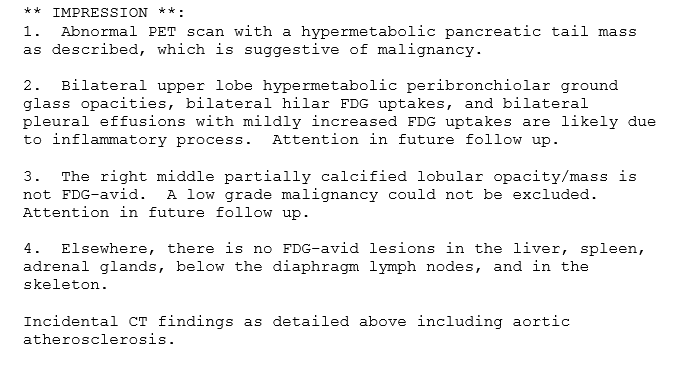 ** IMPRESSION **:
1.  Abnormal PET scan with a hypermetabolic pancreatic tail mass
as described, which is suggestive of malignancy.
2.  Bilateral upper lobe hypermetabolic peribronchiolar ground
glass opacities, bilateral hilar FDG uptakes, and bilateral
pleural effusions with mildly increased FDG uptakes are likely due
to inflammatory process.  Attention in future follow up.
3.  The right middle partially calcified lobular opacity/mass is
not FDG-avid.  A low grade malignancy could not be excluded.
Attention in future follow up.
4.  Elsewhere, there is no FDG-avid lesions in the liver, spleen,
adrenal glands, below the diaphragm lymph nodes, and in the
skeleton.
Incidental CT findings as detailed above including aortic
atherosclerosis.